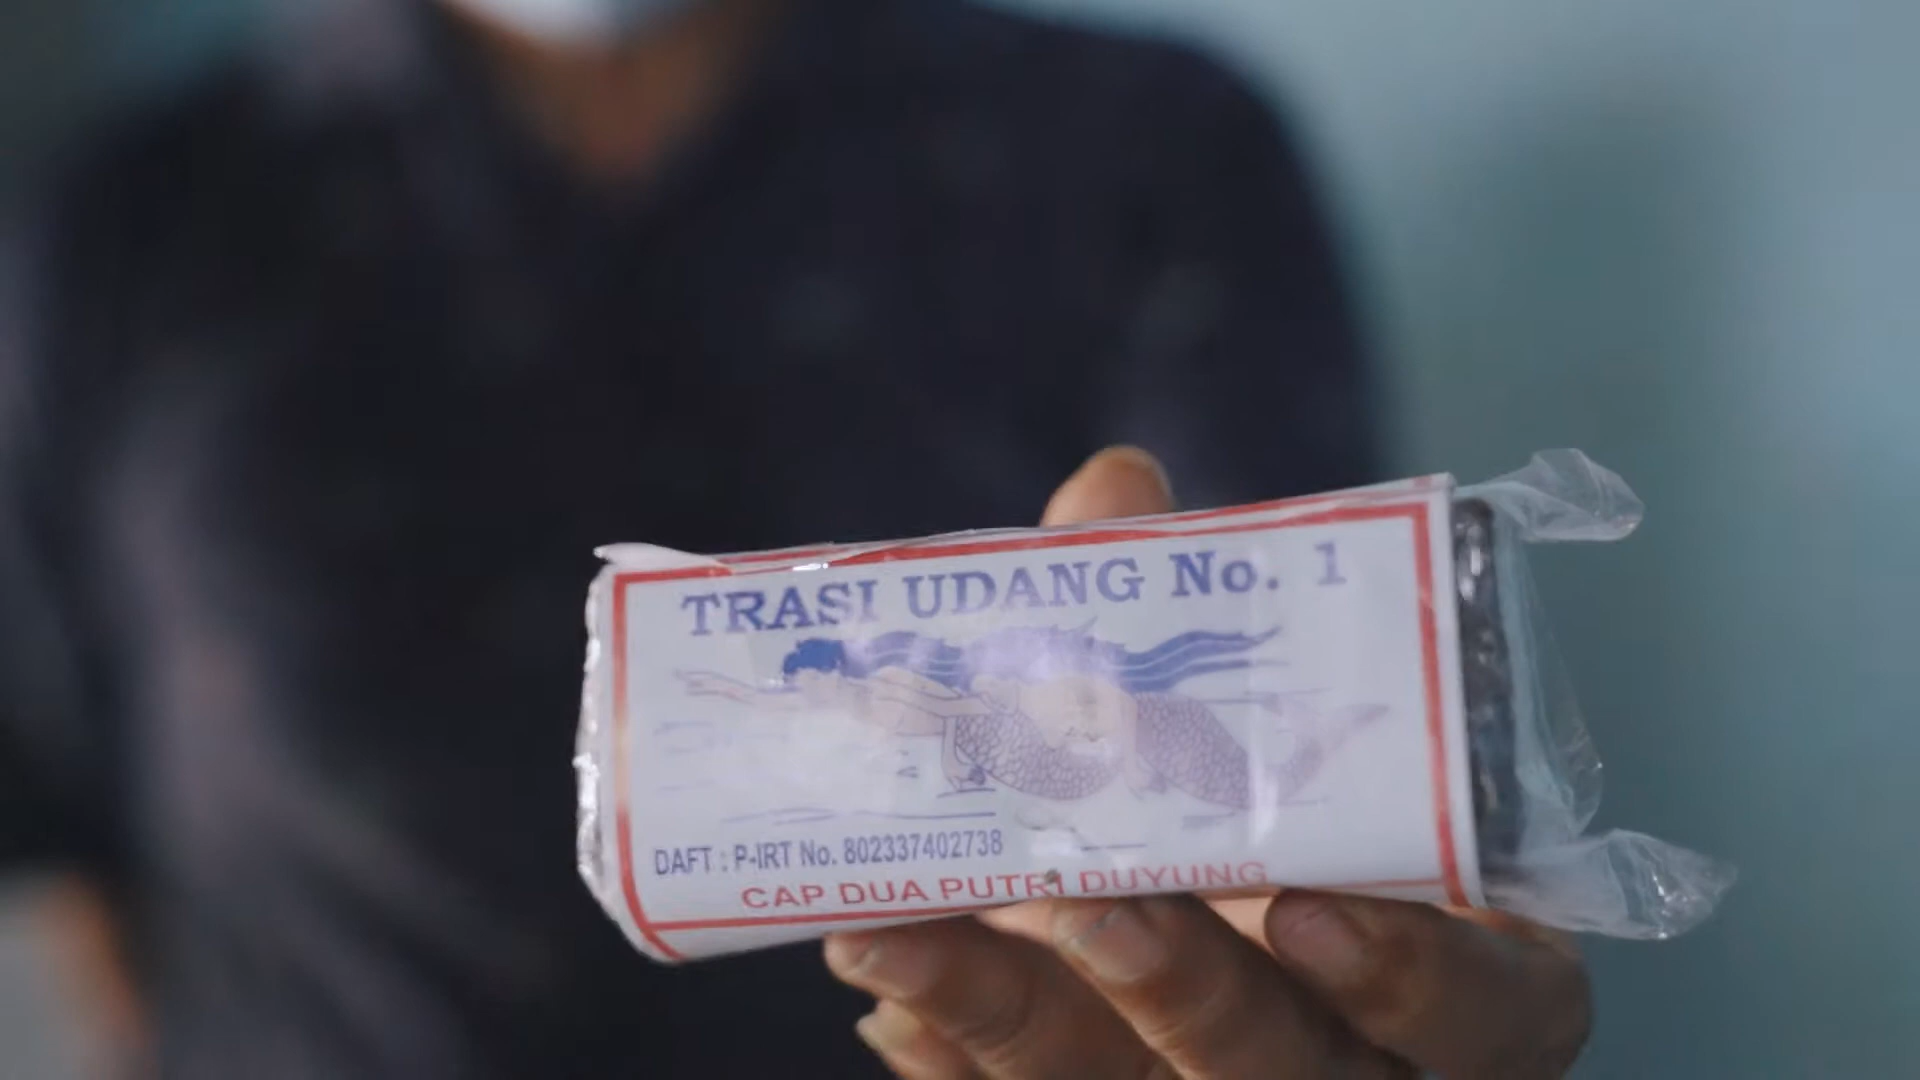 TRASI UDANG No. 1
DAFT : P-IRT No. 802337402738
CAP DUA PUTRI DUYUNG